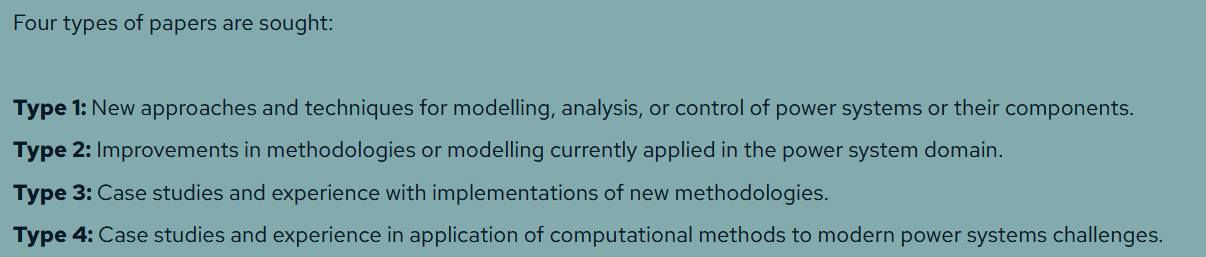 Four types of papers are sought:
Type 1: New approaches and techniques for modelling, analysis, or control of power systems or their components.
Type 2: Improvements in methodologies or modelling currently applied in the power system domain.
Type 3: Case studies and experience with implementations of new methodologies.
Type 4: Case studies and experience in application of computational methods to modern power systems challenges.